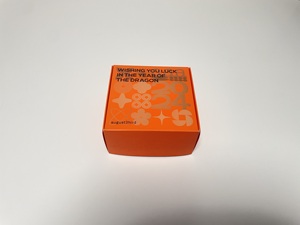 WISHING YOU LUCK
IN THE YEAR OF
THE DRAGON